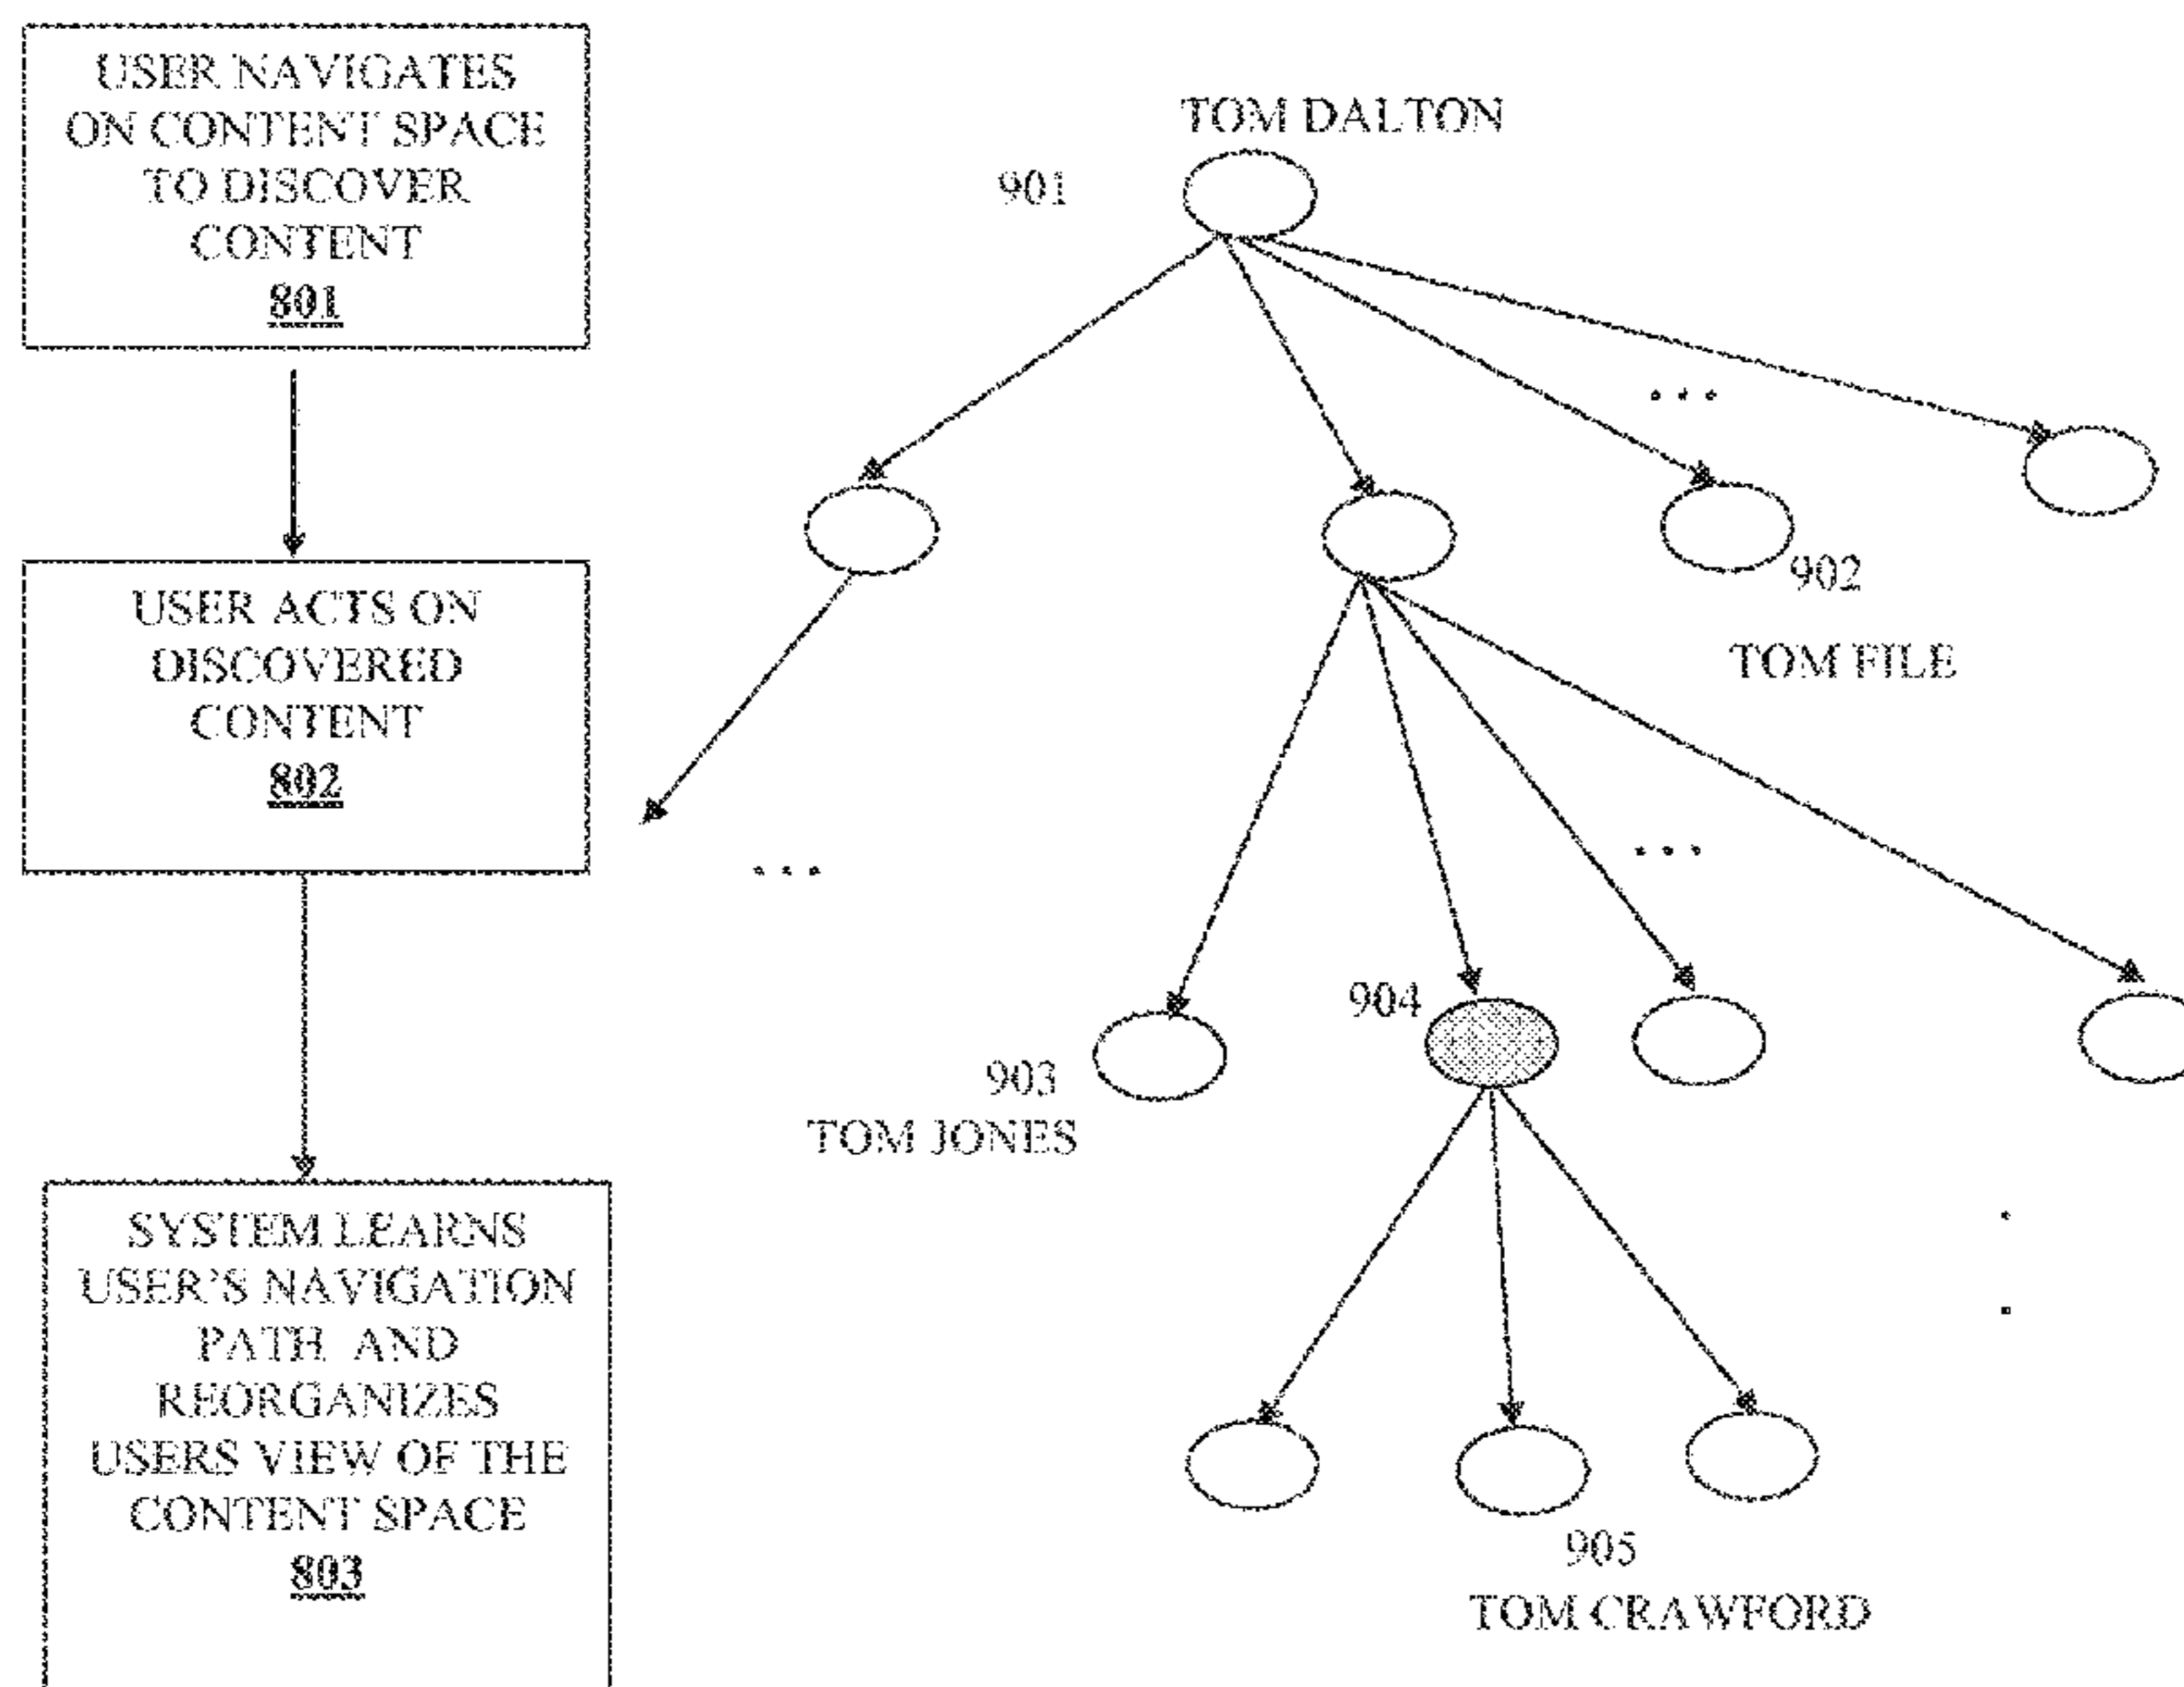 USER NAVIGATES
ON CONTENT SPACE
TO DISCOVER
CONTENT
801
USER ACTS ON
DISCOVERED
CONTENT
802
SYSTEM LEARNS
USER'S NAVIGATION
PATH AND
REORGANIZES
USERS VIEW OF THE
CONTENT SPACE
803
TOM DALTON
901
...
902
TOM FILE
...
...
904
903
TOM JONES
905
TOM CRAWFORD